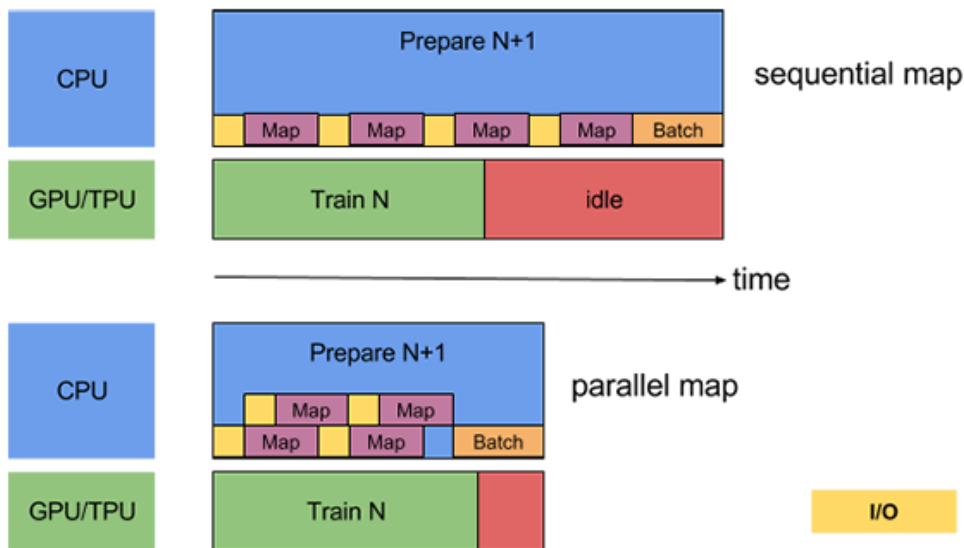 CPU
Prepare N+1
Map
Map
Map
Map
Batch
sequential map
GPU/TPU
Train N
idle
time
CPU
Prepare N+1
parallel map
Map
Map
Map
Map
Batch
GPU/TPU
Train N
I/O